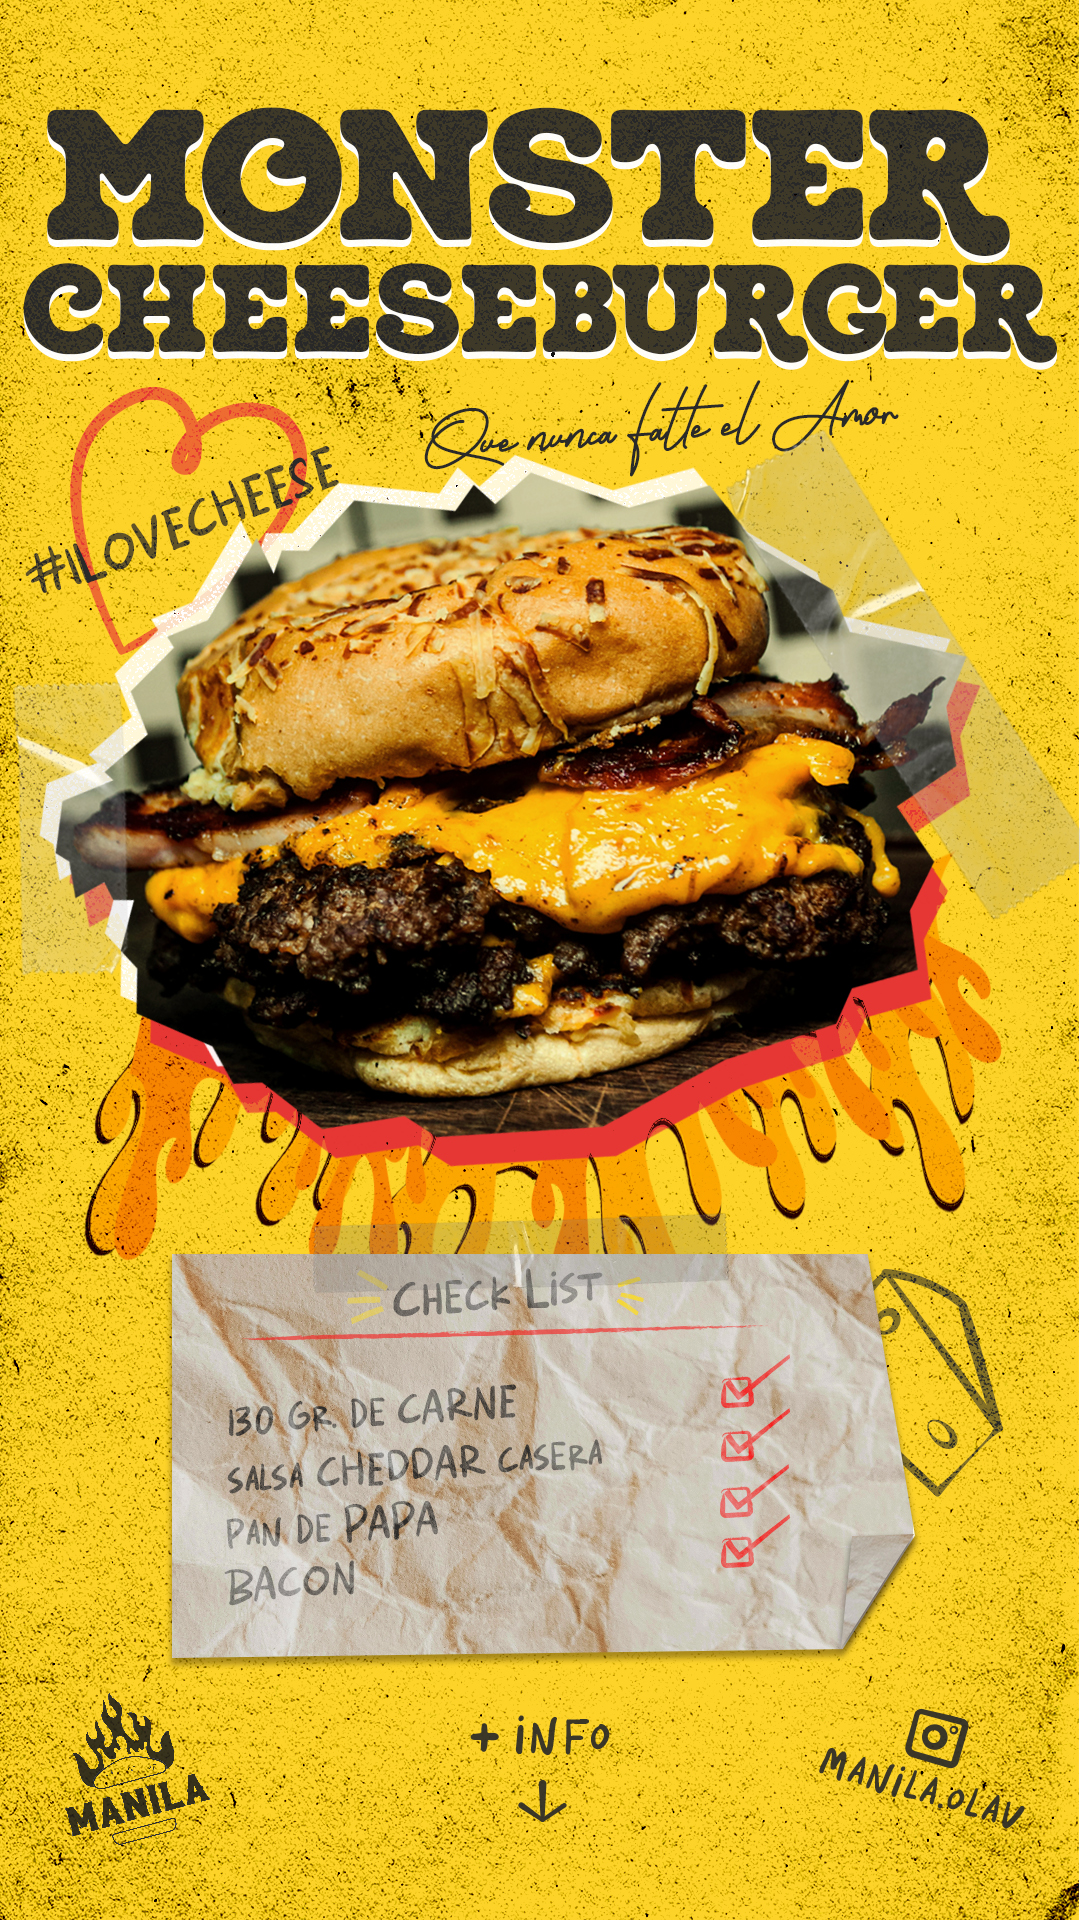 MONSTER
CHEESEBURGER
Que nunca falte el Amor
#ILOVECHEESE
CHECK LIST
130 GR. DE CARNE
SALSA CHEDDAR CASERA
PAN DE PAPA
BACON
+ INFO
MANILA
MANILA.OLAV